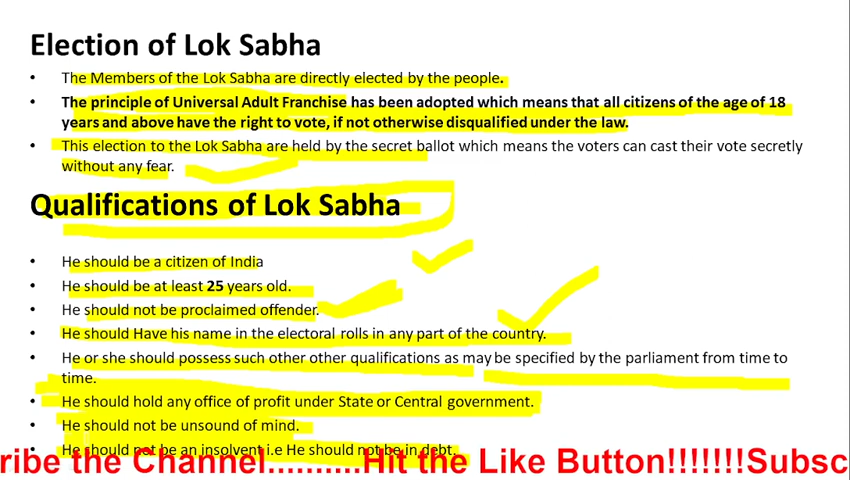 Election of Lok Sabha
• The Members of the Lok Sabha are directly elected by the people.
• The principle of Universal Adult Franchise has been adopted which means that all citizens of the age of 18
years and above have the right to vote, if not otherwise disqualified under the law.
• This election to the Lok Sabha are held by the secret ballot which means the voters can cast their vote secretly
without any fear.
Qualifications of Lok Sabha
• He should be a citizen of India
• He should be at least 25 years old.
• He should not be proclaimed offender.
• He should Have his name in the electoral rolls in any part of the country.
• He or she should possess such other other qualifications as may be specified by the parliament from time to
time.
• He should hold any office of profit under State or Central government.
• He should not be unsound of mind.
• He should not be an insolvent i.e He should not be in debt.
ribe the Channel..........Hit the Like Button!!!!!!!Subsc